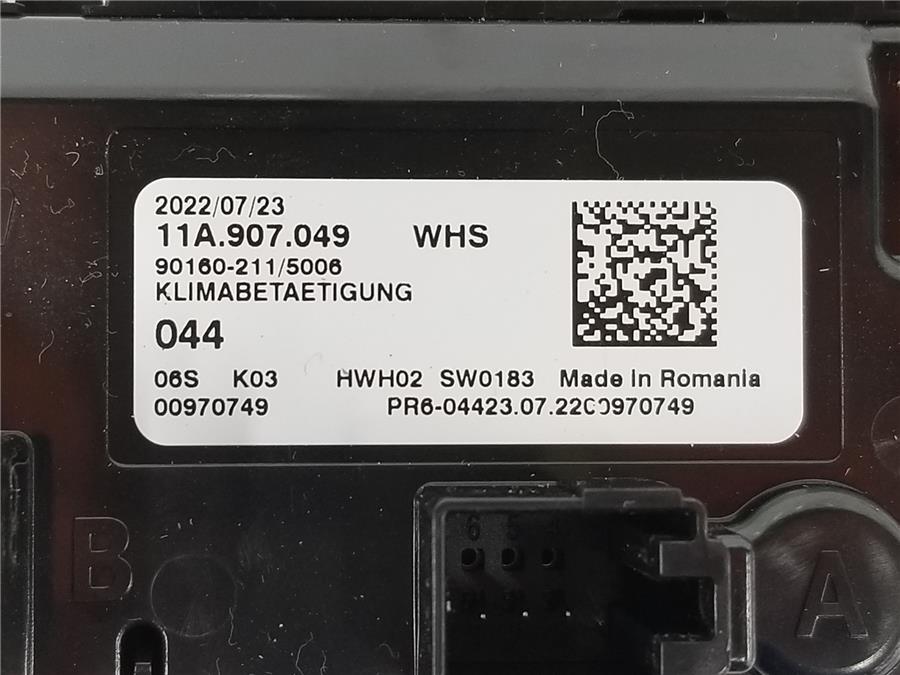 2022/07/23
11A.907.049 WHS
90160-211/5006
KLIMABETAETIGUNG
044
06S K03 HWH02 SW0183 Made in Romania
00970749 PR6-04423.07.2200970749
6 5 4
B A